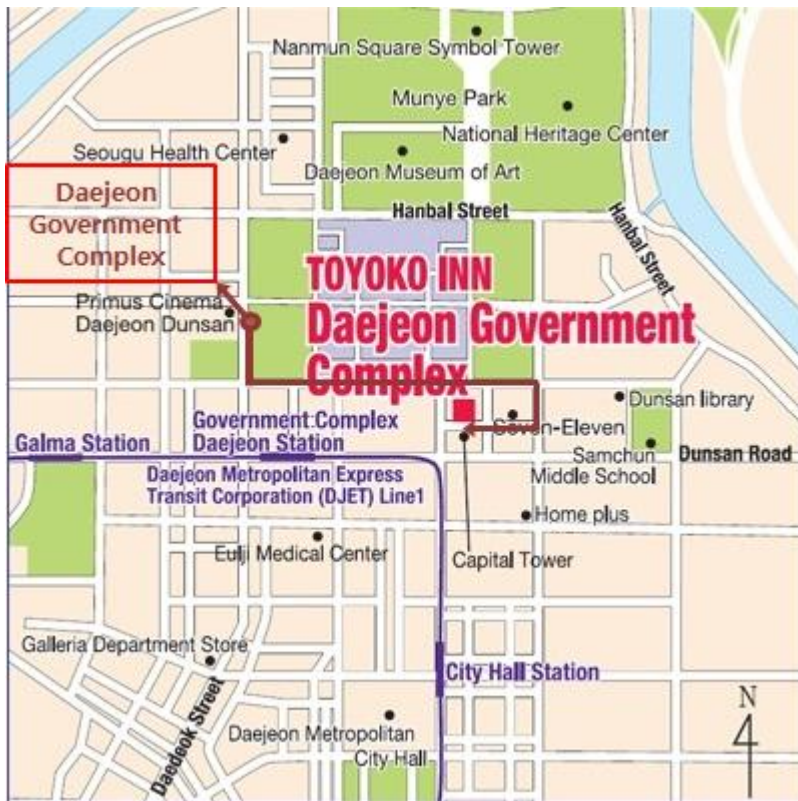 Nanmun Square Symbol Tower
Munye Park
National Heritage Center
Seougu Health Center
Daejeon Museum of Art
Daejeon
Government
Complex
Hanbal Street
Hanbal Street
TOYOKO INN
Daejeon Government
Complex
Primus Cinema
Daejeon Dunsan
Dunsan library
Seven-Eleven
Government Complex
Daejeon Station
Galma Station
Samchun
Middle School
Dunsan Road
Daejeon Metropolitan Express
Transit Corporation (DJET) Line1
Home plus
Eulji Medical Center
Capital Tower
Galleria Department Store
City Hall Station
Daedeok Street
Daejeon Metropolitan
City Hall
N